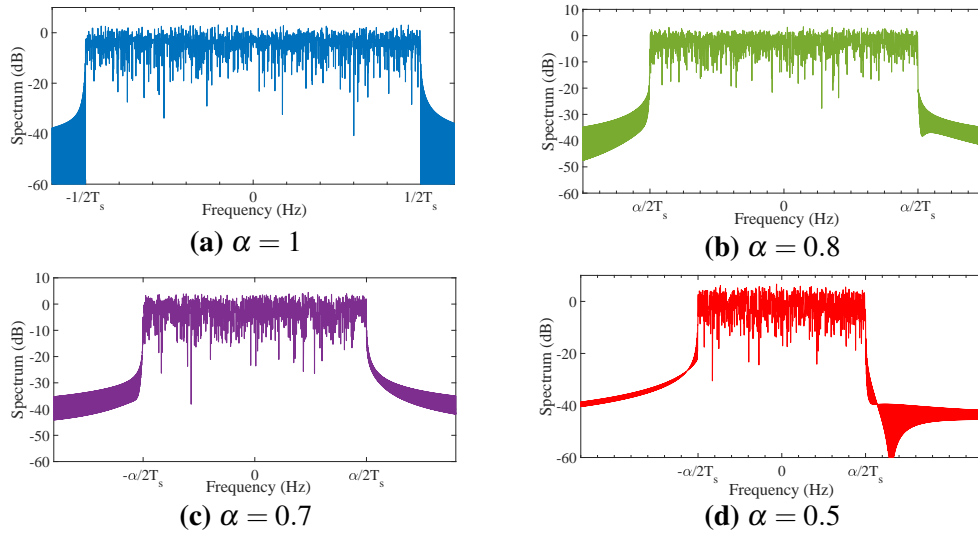 0
-20
-40
-60
Spectrum (dB)
-1/2T_s
0
1/2T_s
Frequency (Hz)
(a) α = 1
10
0
-10
-20
-30
-40
-50
-60
Spectrum (dB)
α/2T_s
0
α/2T_s
Frequency (Hz)
(b) α = 0.8
10
0
-10
-20
-30
-40
-50
-60
Spectrum (dB)
-α/2T_s
0
α/2T_s
Frequency (Hz)
(c) α = 0.7
10
0
-20
-40
-60
Spectrum (dB)
-α/2T_s
0
α/2T_s
Frequency (Hz)
(d) α = 0.5